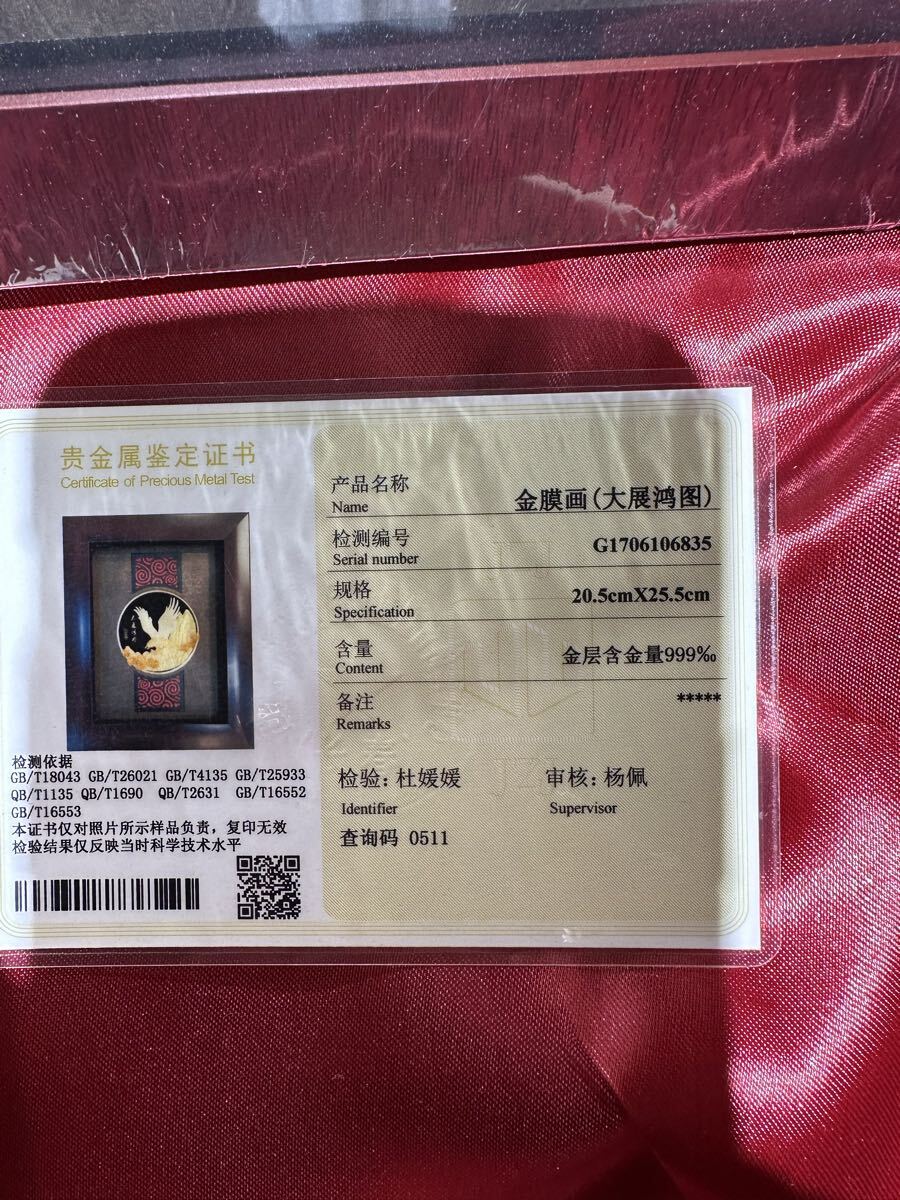 贵金属鉴定证书
Certificate of Precious Metal Test
检测依据
GB/T18043 GB/T26021 GB/T4135 GB/T25933
QB/T1135 QB/T1690 QB/T2631 GB/T16552
GB/T16553
本证书仅对照片所示样品负责，复印无效
检验结果仅反映当时科学技术水平
产品名称
Name
金膜画(大展鸿图)
检测编号
Serial number
G1706106835
规格
Specification
20.5cmX25.5cm
含量
Content
金层含金量999‰
备注
Remarks
*****
检验: 杜媛媛 审核: 杨佩
Identifier Supervisor
查询码 0511